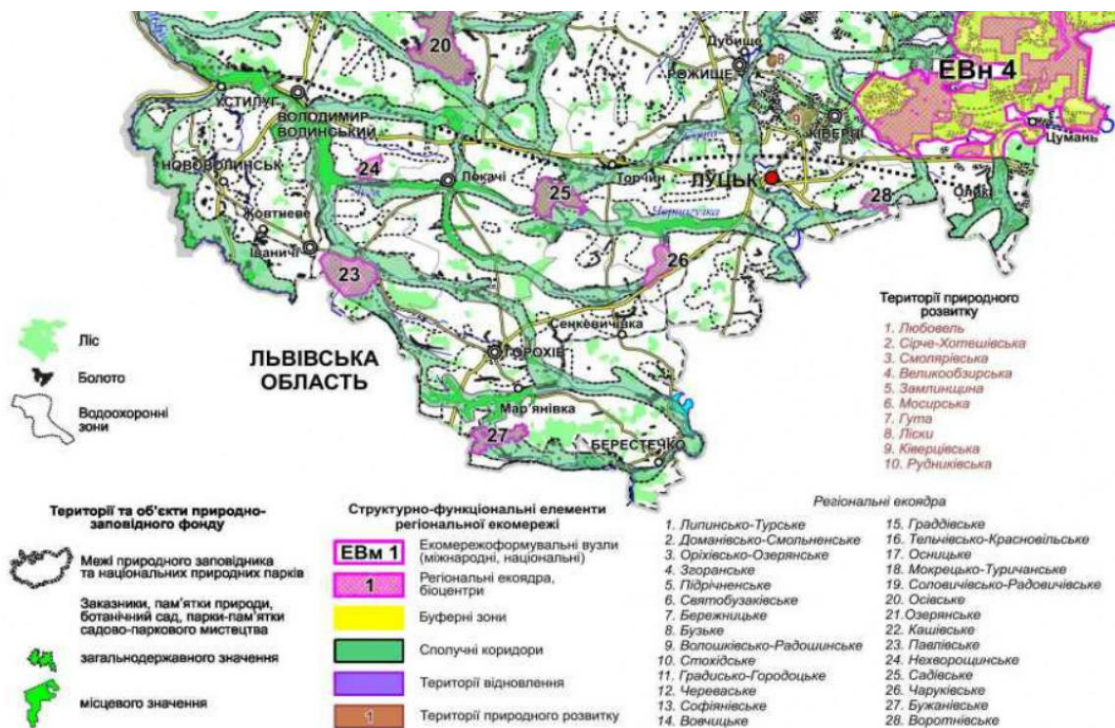 20
Дубище
РОЖИЩЕ
8
ЕВн 4
УСТИЛУГ
ВОЛОДИМИР
ВОЛИНСЬКИЙ
9
КІВЕРЦІ
Цумань
НОВОВОЛИНСЬК
24
Локачі
25
Торчин
ЛУЦЬК
28
Олика
Жовтневе
Іваничі
Чорногузка
23
26
Сенкевичівка
ЛЬВІВСЬКА
ОБЛАСТЬ
ГОРОХІВ
Мар'янівка
27
БЕРЕСТЕЧКО
Ліс
Болото
Водоохоронні
зони
Території природного
розвитку
1. Любовель
2. Сірче-Хотешівська
3. Смолярівська
4. Великообзирська
5. Замлинщина
6. Мосирська
7. Гута
8. Ліски
9. Ківерцівська
10. Рудниківська
Території та об'єкти природно-
заповідного фонду
Межі природного заповідника
та національних природних парків
Заказники, пам'ятки природи,
ботанічний сад, парки-пам'ятки
садово-паркового мистецтва
загальнодержавного значення
місцевого значення
Структурно-функціональні елементи
регіональної екомережі
ЕВм 1
Екомережоформувальні вузли
(міжнародні, національні)
1
Регіональні екоядра,
біоцентри
Буферні зони
Сполучні коридори
Території відновлення
1
Території природного розвитку
Регіональні екоядра
1. Липинсько-Турське
2. Доманівсько-Смольненське
3. Оріхівсько-Озерянське
4. Згоранське
5. Підрічненське
6. Святобузаківське
7. Бережницьке
8. Бузьке
9. Волошківсько-Радошинське
10. Стохідське
11. Градисько-Городоцьке
12. Череваське
13. Софіянівське
14. Вовчицьке
15. Граддівське
16. Тельчівсько-Красновільське
17. Осницьке
18. Мокрецько-Туричанське
19. Соловичівсько-Радовичівське
20. Осівське
21.Озерянське
22. Кашівське
23. Павлівське
24. Нехворощинське
25. Садівське
26. Чаруківське
27. Бужанівське
28. Воротнівське